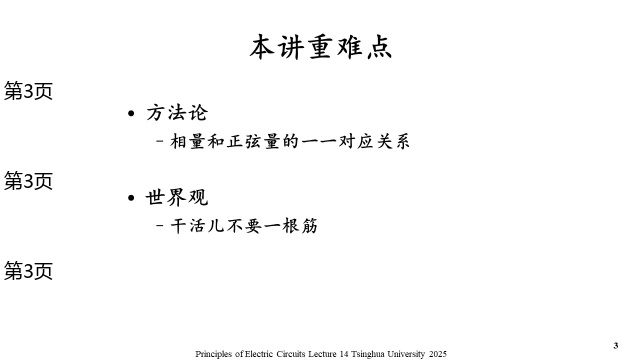 本讲重难点
第3页
• 方法论
– 相量和正弦量的一一对应关系
第3页
• 世界观
– 干活儿不要一根筋
第3页
3
Principles of Electric Circuits Lecture 14 Tsinghua University 2025